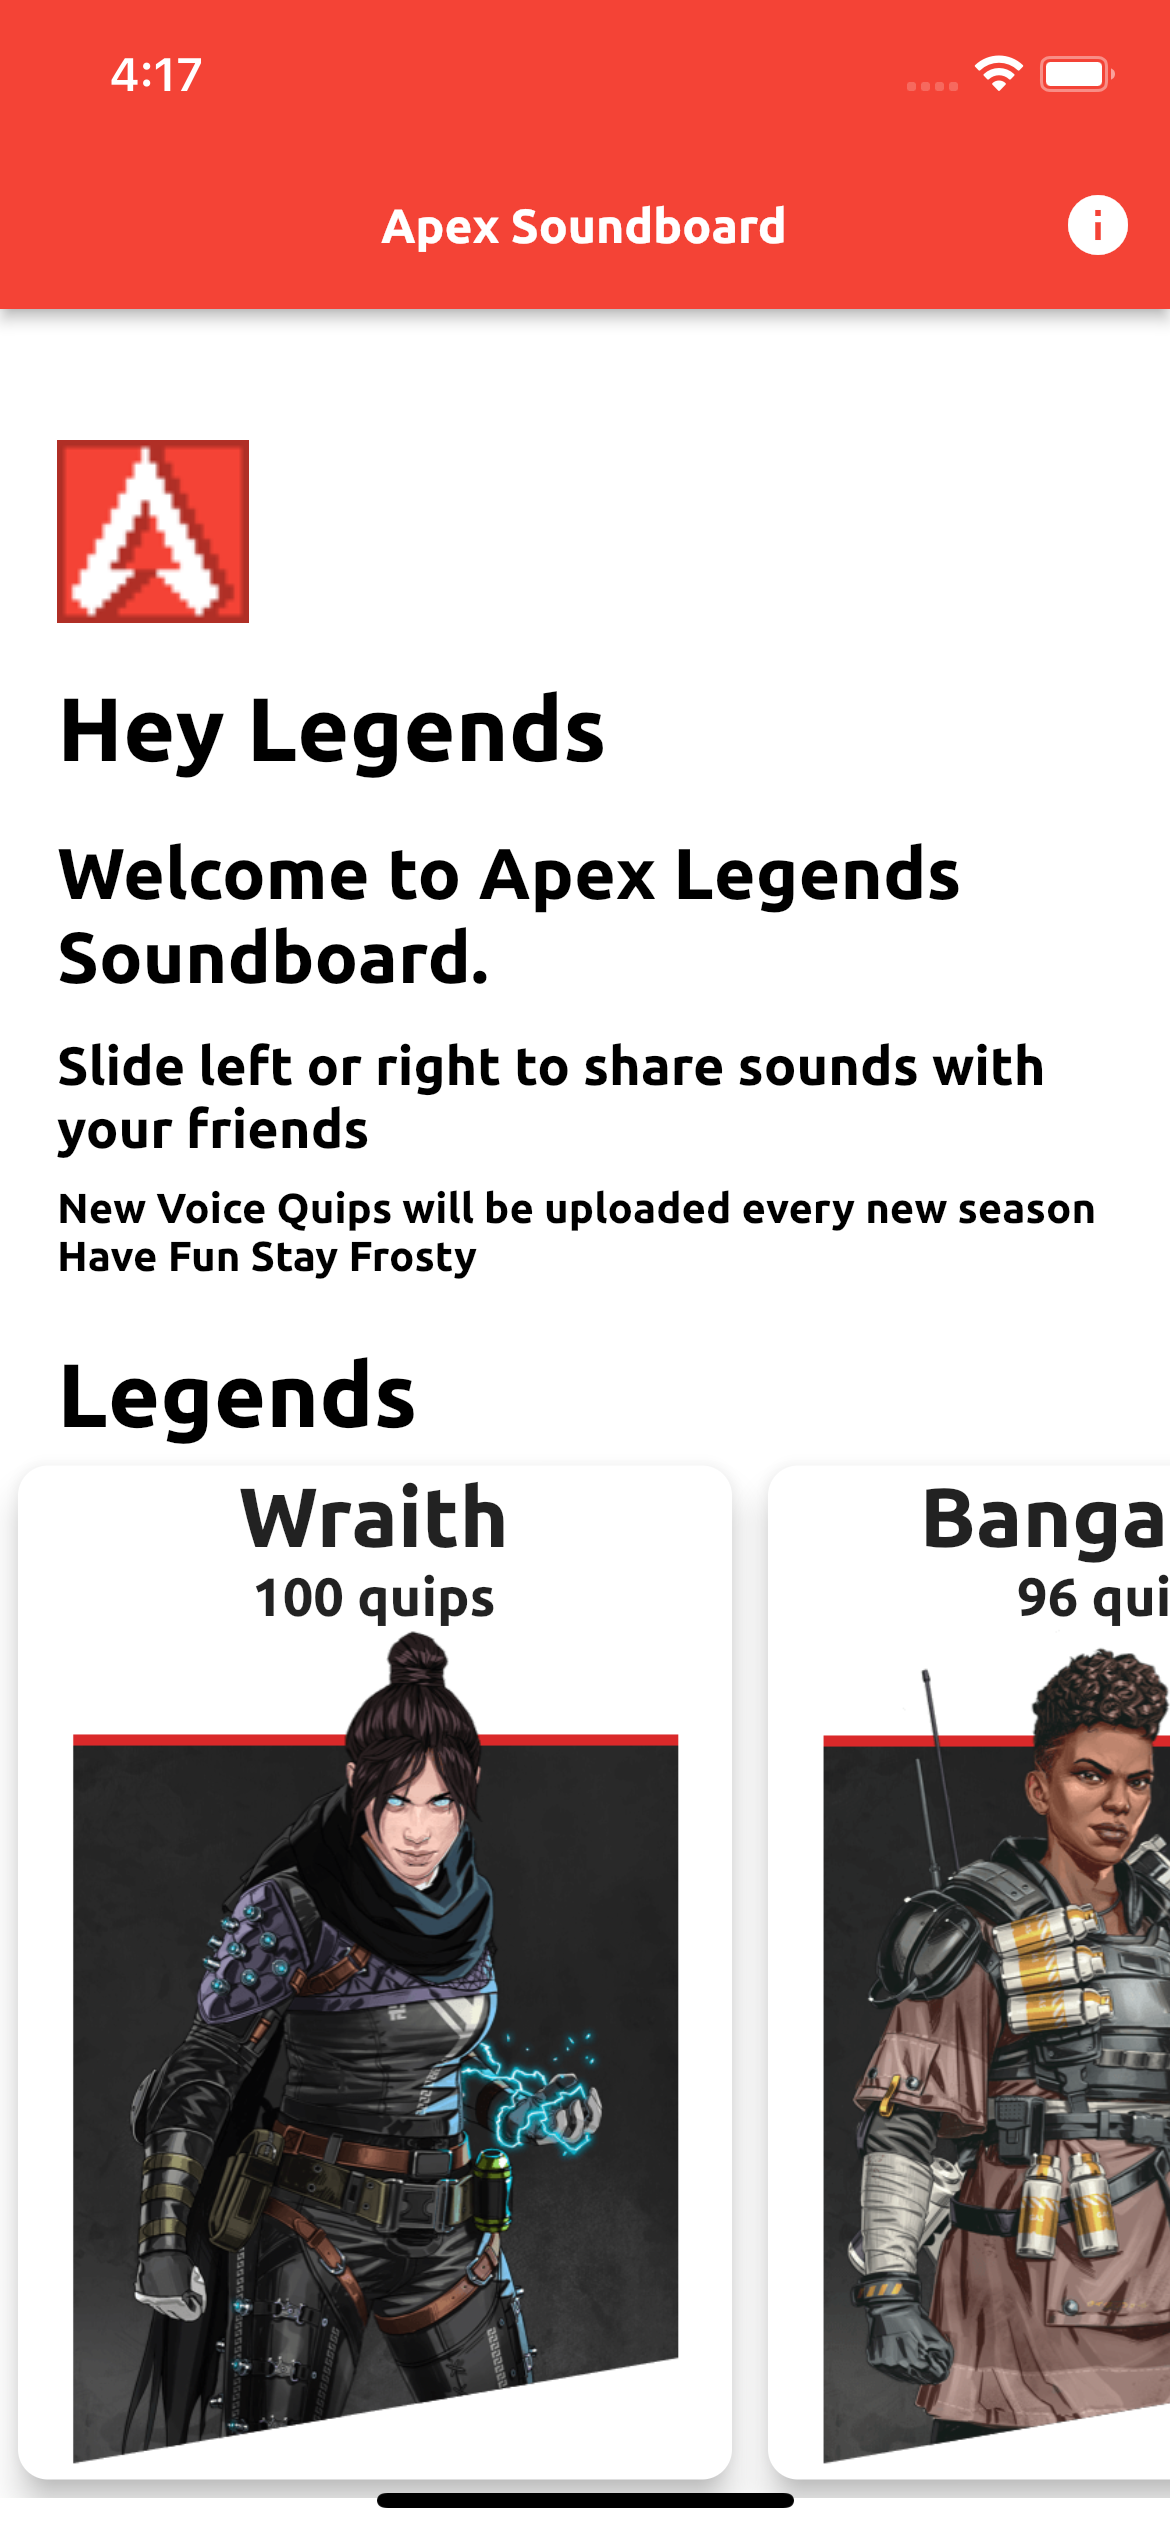 4:17
Apex Soundboard
Hey Legends
Welcome to Apex Legends
Soundboard.
Slide left or right to share sounds with
your friends
New Voice Quips will be uploaded every new season
Have Fun Stay Frosty
Legends
Wraith
100 quips
Banga
96 qui